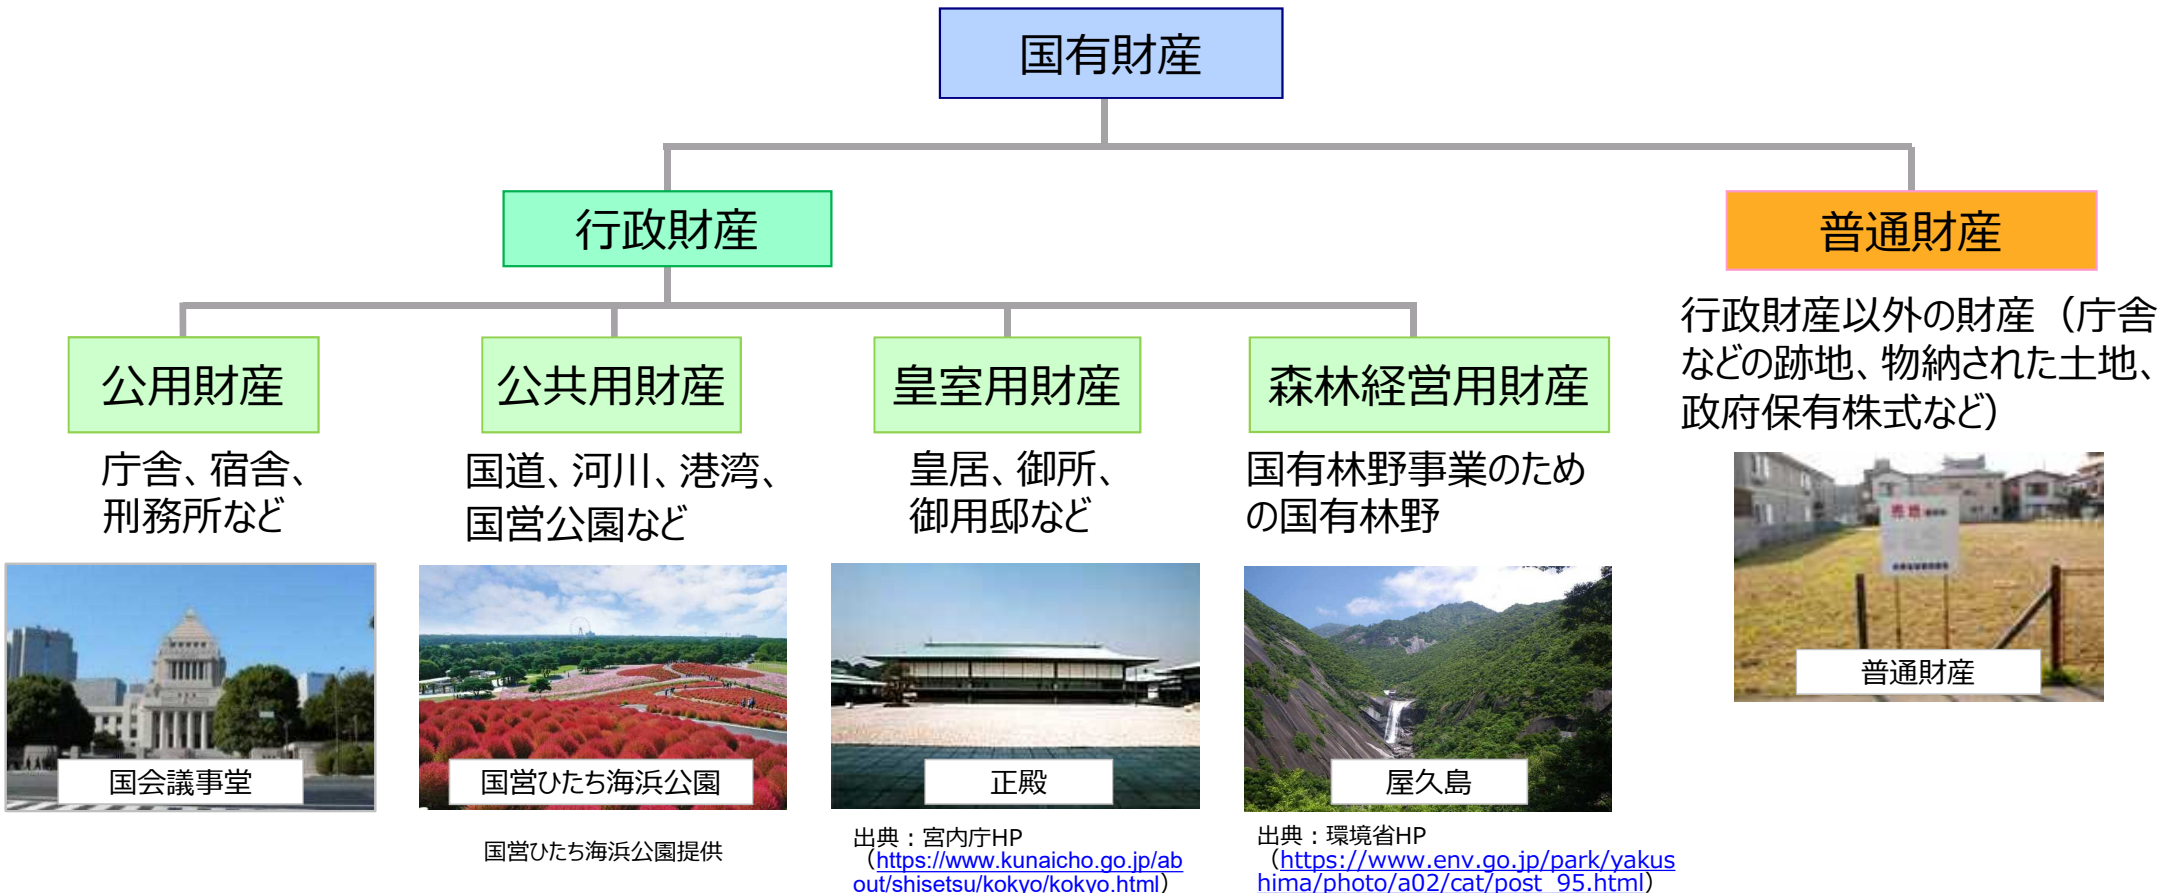 国有財産
行政財産
普通財産
行政財産以外の財産（庁舎
などの跡地、物納された土地、
政府保有株式など）
公用財産
公共用財産
皇室用財産
森林経営用財産
庁舎、宿舎、
刑務所など
国道、河川、港湾、
国営公園など
皇居、御所、
御用邸など
国有林野事業のため
の国有林野
売地
普通財産
国会議事堂
国営ひたち海浜公園
正殿
屋久島
国営ひたち海浜公園提供
出典：宮内庁HP
（https://www.kunaicho.go.jp/ab
out/shisetsu/kokyo/kokyo.html）
出典：環境省HP
（https://www.env.go.jp/park/yakus
hima/photo/a02/cat/post_95.html）